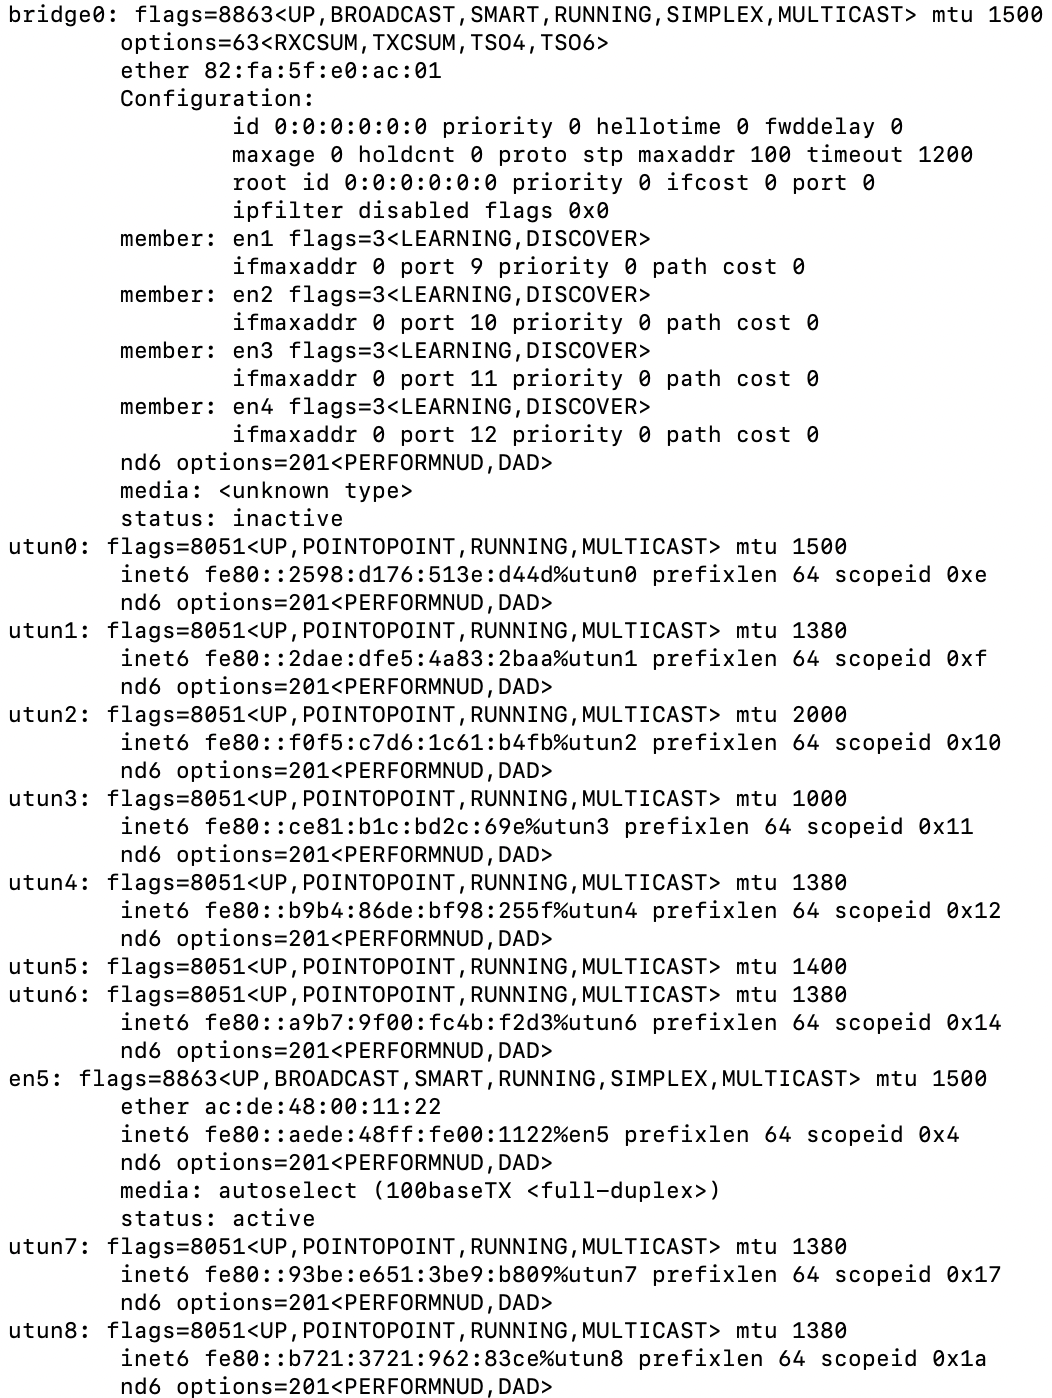 bridge0: flags=8863<UP,BROADCAST,SMART,RUNNING,SIMPLEX,MULTICAST> mtu 1500
options=63<RXCSUM,TXCSUM,TSO4,TSO6>
ether 82:fa:5f:e0:ac:01
Configuration:
id 0:0:0:0:0:0 priority 0 hellotime 0 fwddelay 0
maxage 0 holdcnt 0 proto stp maxaddr 100 timeout 1200
root id 0:0:0:0:0:0 priority 0 ifcost 0 port 0
ipfilter disabled flags 0x0
member: en1 flags=3<LEARNING,DISCOVER>
ifmaxaddr 0 port 9 priority 0 path cost 0
member: en2 flags=3<LEARNING,DISCOVER>
ifmaxaddr 0 port 10 priority 0 path cost 0
member: en3 flags=3<LEARNING,DISCOVER>
ifmaxaddr 0 port 11 priority 0 path cost 0
member: en4 flags=3<LEARNING,DISCOVER>
ifmaxaddr 0 port 12 priority 0 path cost 0
nd6 options=201<PERFORMNUD,DAD>
media: <unknown type>
status: inactive
utun0: flags=8051<UP,POINTOPOINT,RUNNING,MULTICAST> mtu 1500
inet6 fe80::2598:d176:513e:d44d%utun0 prefixlen 64 scopeid 0xe
nd6 options=201<PERFORMNUD,DAD>
utun1: flags=8051<UP,POINTOPOINT,RUNNING,MULTICAST> mtu 1380
inet6 fe80::2dae:dfe5:4a83:2baa%utun1 prefixlen 64 scopeid 0xf
nd6 options=201<PERFORMNUD,DAD>
utun2: flags=8051<UP,POINTOPOINT,RUNNING,MULTICAST> mtu 2000
inet6 fe80::f0f5:c7d6:1c61:b4fb%utun2 prefixlen 64 scopeid 0x10
nd6 options=201<PERFORMNUD,DAD>
utun3: flags=8051<UP,POINTOPOINT,RUNNING,MULTICAST> mtu 1000
inet6 fe80::ce81:b1c:bd2c:69e%utun3 prefixlen 64 scopeid 0x11
nd6 options=201<PERFORMNUD,DAD>
utun4: flags=8051<UP,POINTOPOINT,RUNNING,MULTICAST> mtu 1380
inet6 fe80::b9b4:86de:bf98:255f%utun4 prefixlen 64 scopeid 0x12
nd6 options=201<PERFORMNUD,DAD>
utun5: flags=8051<UP,POINTOPOINT,RUNNING,MULTICAST> mtu 1400
utun6: flags=8051<UP,POINTOPOINT,RUNNING,MULTICAST> mtu 1380
inet6 fe80::a9b7:9f00:fc4b:f2d3%utun6 prefixlen 64 scopeid 0x14
nd6 options=201<PERFORMNUD,DAD>
en5: flags=8863<UP,BROADCAST,SMART,RUNNING,SIMPLEX,MULTICAST> mtu 1500
ether ac:de:48:00:11:22
inet6 fe80::aede:48ff:fe00:1122%en5 prefixlen 64 scopeid 0x4
nd6 options=201<PERFORMNUD,DAD>
media: autoselect (100baseTX <full-duplex>)
status: active
utun7: flags=8051<UP,POINTOPOINT,RUNNING,MULTICAST> mtu 1380
inet6 fe80::93be:e651:3be9:b809%utun7 prefixlen 64 scopeid 0x17
nd6 options=201<PERFORMNUD,DAD>
utun8: flags=8051<UP,POINTOPOINT,RUNNING,MULTICAST> mtu 1380
inet6 fe80::b721:3721:962:83ce%utun8 prefixlen 64 scopeid 0x1a
nd6 options=201<PERFORMNUD,DAD>